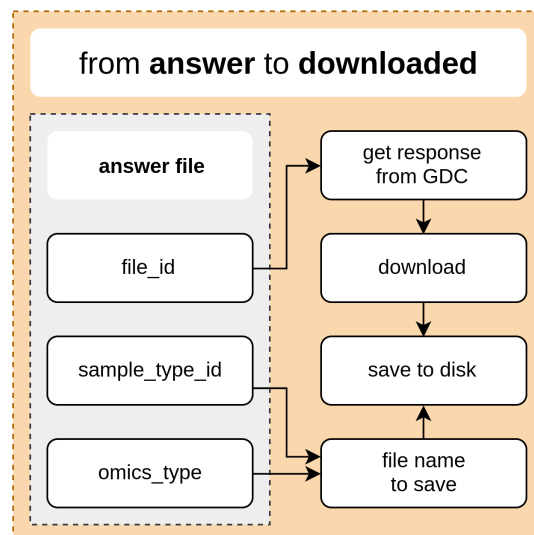 from answer to downloaded
answer file
file_id
sample_type_id
omics_type
get response
from GDC
download
save to disk
file name
to save